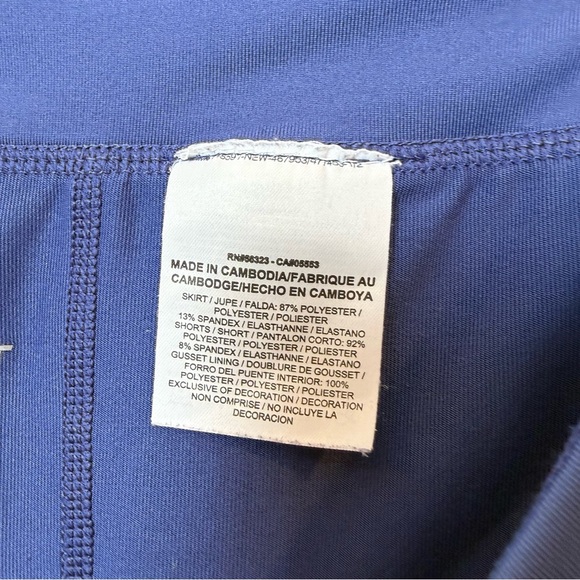 RN#56323 - CA#05553
MADE IN CAMBODIA/FABRIQUE AU
CAMBODGE/HECHO EN CAMBOYA
SKIRT / JUPE / FALDA: 87% POLYESTER /
POLYESTER / POLIESTER
13% SPANDEX / ELASTHANNE / ELASTANO
SHORTS / SHORT / PANTALON CORTO: 92%
POLYESTER / POLYESTER / POLIESTER
8% SPANDEX / ELASTHANNE / ELASTANO
GUSSET LINING / DOUBLURE DE GOUSSET /
FORRO DEL PUENTE INTERIOR: 100%
POLYESTER / POLYESTER / POLIESTER
EXCLUSIVE OF DECORATION / DECORATION
NON COMPRISE / NO INCLUYE LA
DECORACION